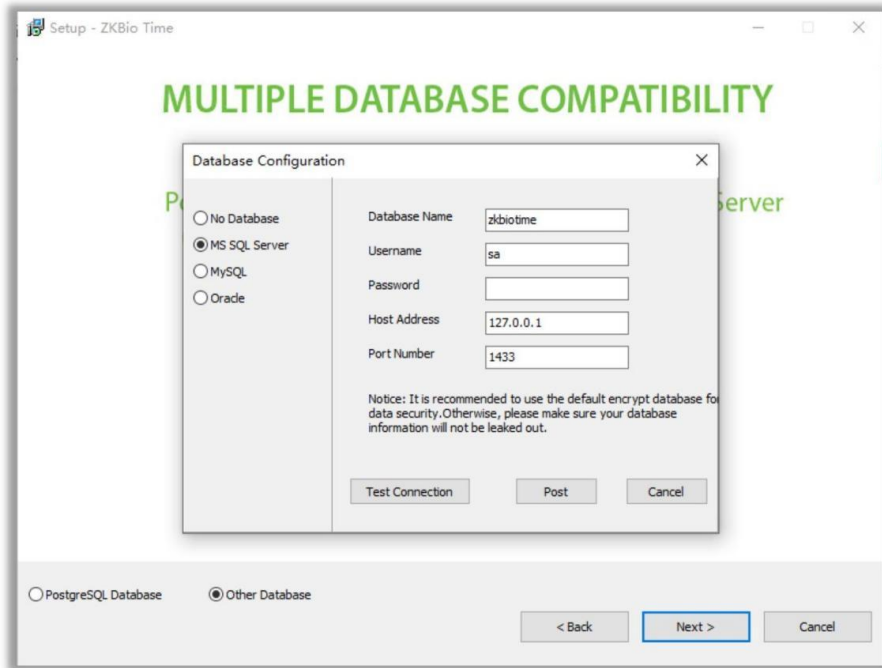 Setup - ZKBio Time
MULTIPLE DATABASE COMPATIBILITY
Server
Database Configuration
No Database
MS SQL Server
MySQL
Oracle
Database Name zkbiotime
Username sa
Password
Host Address 127.0.0.1
Port Number 1433
Notice: It is recommended to use the default encrypt database fo
data security.Otherwise, please make sure your database
information will not be leaked out.
Test Connection Post Cancel
PostgreSQL Database Other Database
< Back Next > Cancel